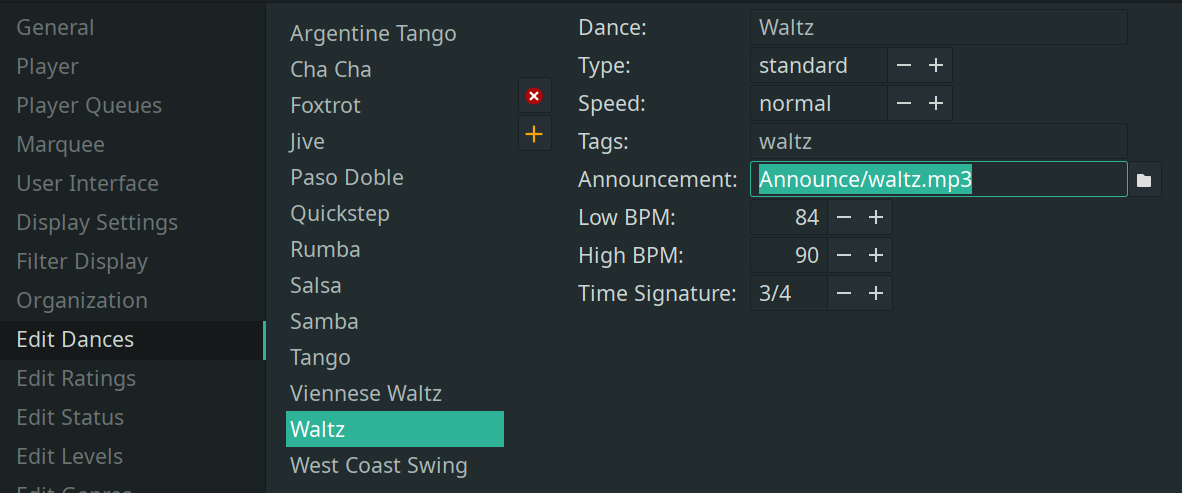 General
Player
Player Queues
Marquee
User Interface
Display Settings
Filter Display
Organization
Edit Dances
Edit Ratings
Edit Status
Edit Levels
Edit Genres
Argentine Tango
Cha Cha
Foxtrot
Jive
Paso Doble
Quickstep
Rumba
Salsa
Samba
Tango
Viennese Waltz
Waltz
West Coast Swing
Dance: Waltz
Type: standard − +
Speed: normal − +
Tags: waltz
Announcement: Announce/waltz.mp3
Low BPM: 84 − +
High BPM: 90 − +
Time Signature: 3/4 − +